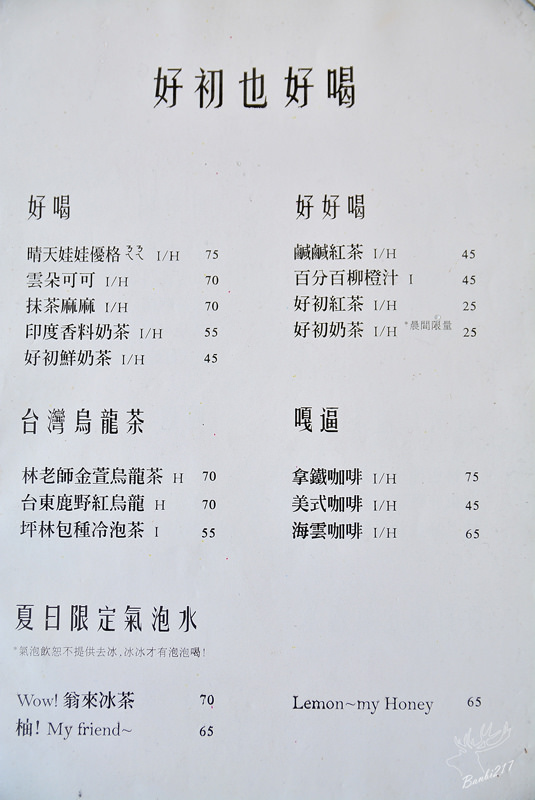 好初也好喝
好喝
晴天娃娃優格ㄋㄋㄟㄟ I/H 75
雲朵可可 I/H 70
抹茶麻麻 I/H 70
印度香料奶茶 I/H 55
好初鮮奶茶 I/H 45
好好喝
鹹鹹紅茶 I/H 45
百分百柳橙汁 I 45
好初紅茶 I/H 25
好初奶茶 I/H *晨間限量 25
台灣烏龍茶
林老師金萱烏龍茶 H 70
台東鹿野紅烏龍 H 70
坪林包種冷泡茶 I 55
嘎逼
拿鐵咖啡 I/H 75
美式咖啡 I/H 45
海雲咖啡 I/H 65
夏日限定氣泡水
*氣泡飲恕不提供去冰,冰冰才有泡泡喝!
Wow! 翁來冰茶 70
柚! My friend~ 65
Lemon~my Honey 65
Banbi217